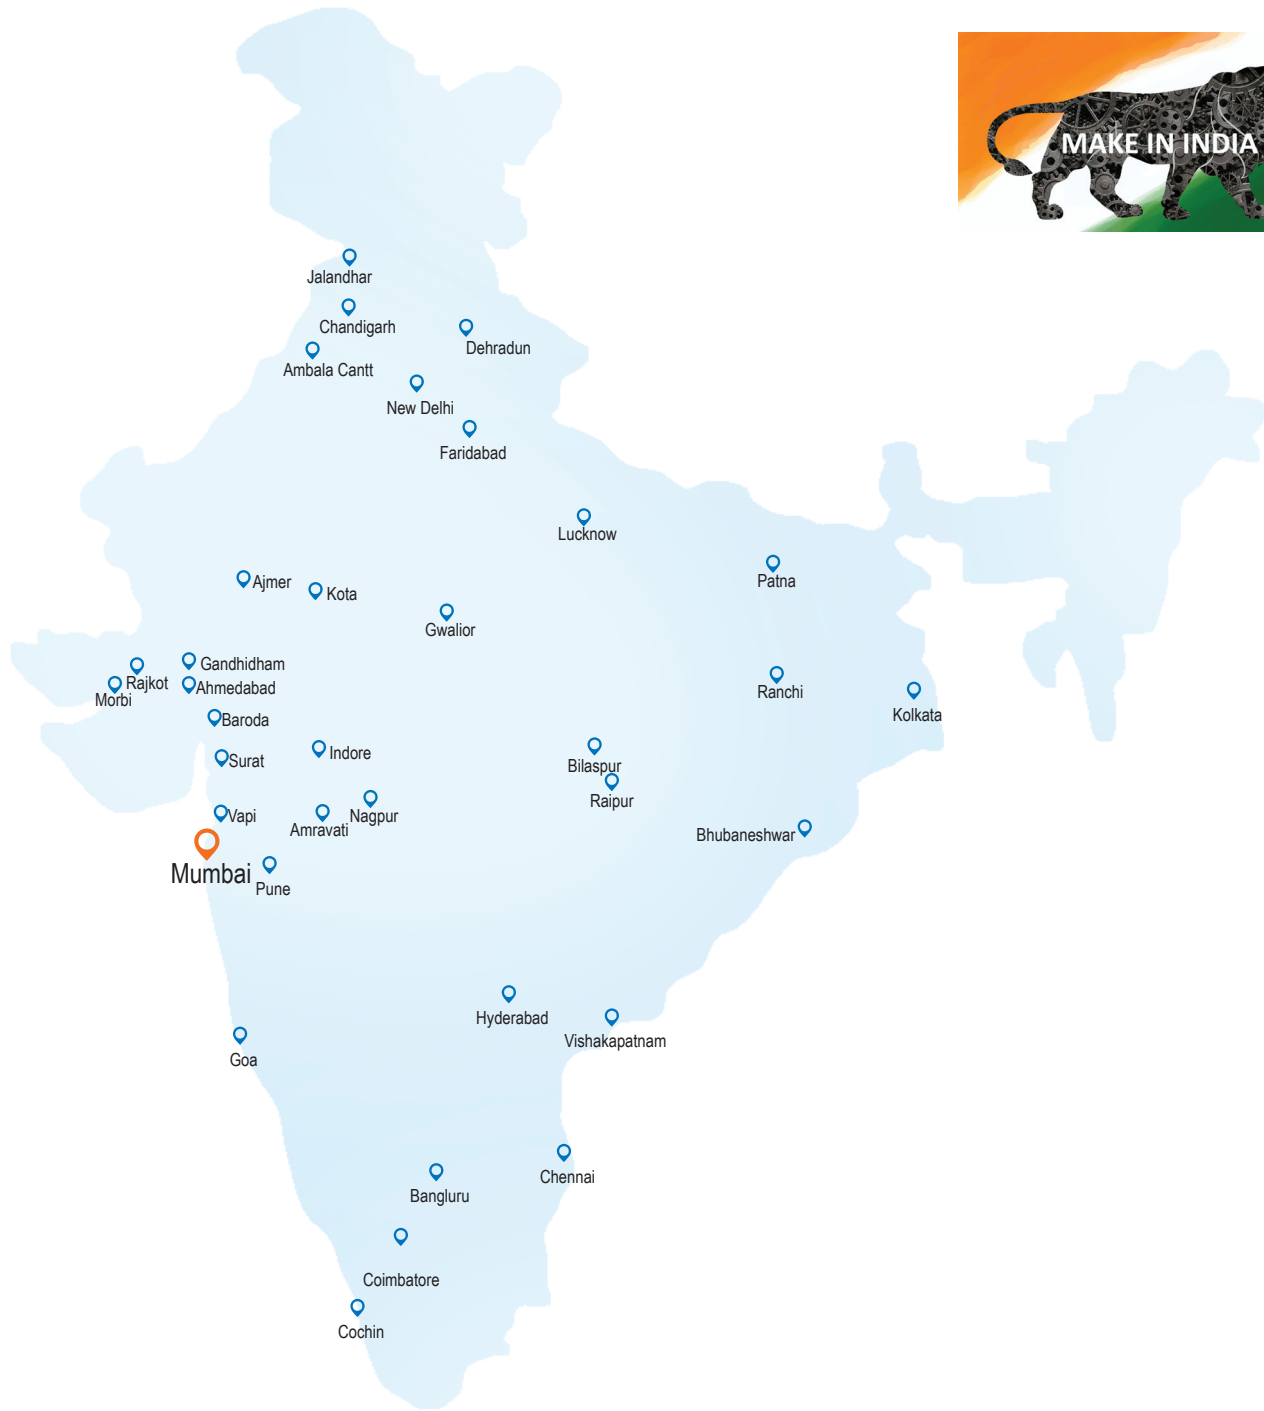 MAKE IN INDIA
Jalandhar
Chandigarh
Dehradun
Ambala Cantt
New Delhi
Faridabad
Lucknow
Patna
Ajmer
Kota
Gwalior
Gandhidham
Rajkot
Ahmedabad
Morbi
Ranchi
Kolkata
Baroda
Indore
Surat
Bilaspur
Raipur
Vapi
Nagpur
Amravati
Bhubaneshwar
Mumbai
Pune
Hyderabad
Vishakapatnam
Goa
Chennai
Bangluru
Coimbatore
Cochin